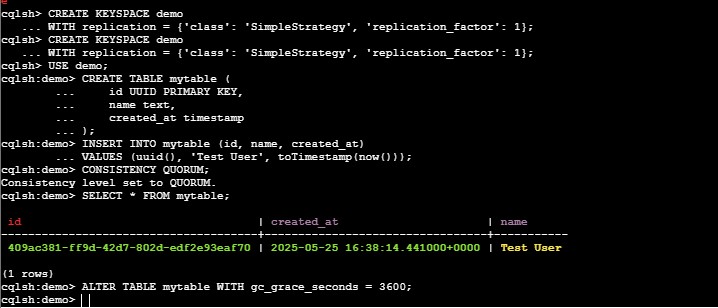 e
cqlsh> CREATE KEYSPACE demo
   ... WITH replication = {'class': 'SimpleStrategy', 'replication_factor': 1};
cqlsh> CREATE KEYSPACE demo
   ... WITH replication = {'class': 'SimpleStrategy', 'replication_factor': 1};
cqlsh> USE demo;
cqlsh:demo> CREATE TABLE mytable (
        ...     id UUID PRIMARY KEY,
        ...     name text,
        ...     created_at timestamp
        ... );
cqlsh:demo> INSERT INTO mytable (id, name, created_at)
        ... VALUES (uuid(), 'Test User', toTimestamp(now()));
cqlsh:demo> CONSISTENCY QUORUM;
Consistency level set to QUORUM.
cqlsh:demo> SELECT * FROM mytable;
 id                                   | created_at                      | name
--------------------------------------+---------------------------------+-----------
 409ac381-ff9d-42d7-802d-edf2e93eaf70 | 2025-05-25 16:38:14.441000+0000 | Test User
(1 rows)
cqlsh:demo> ALTER TABLE mytable WITH gc_grace_seconds = 3600;
cqlsh:demo>